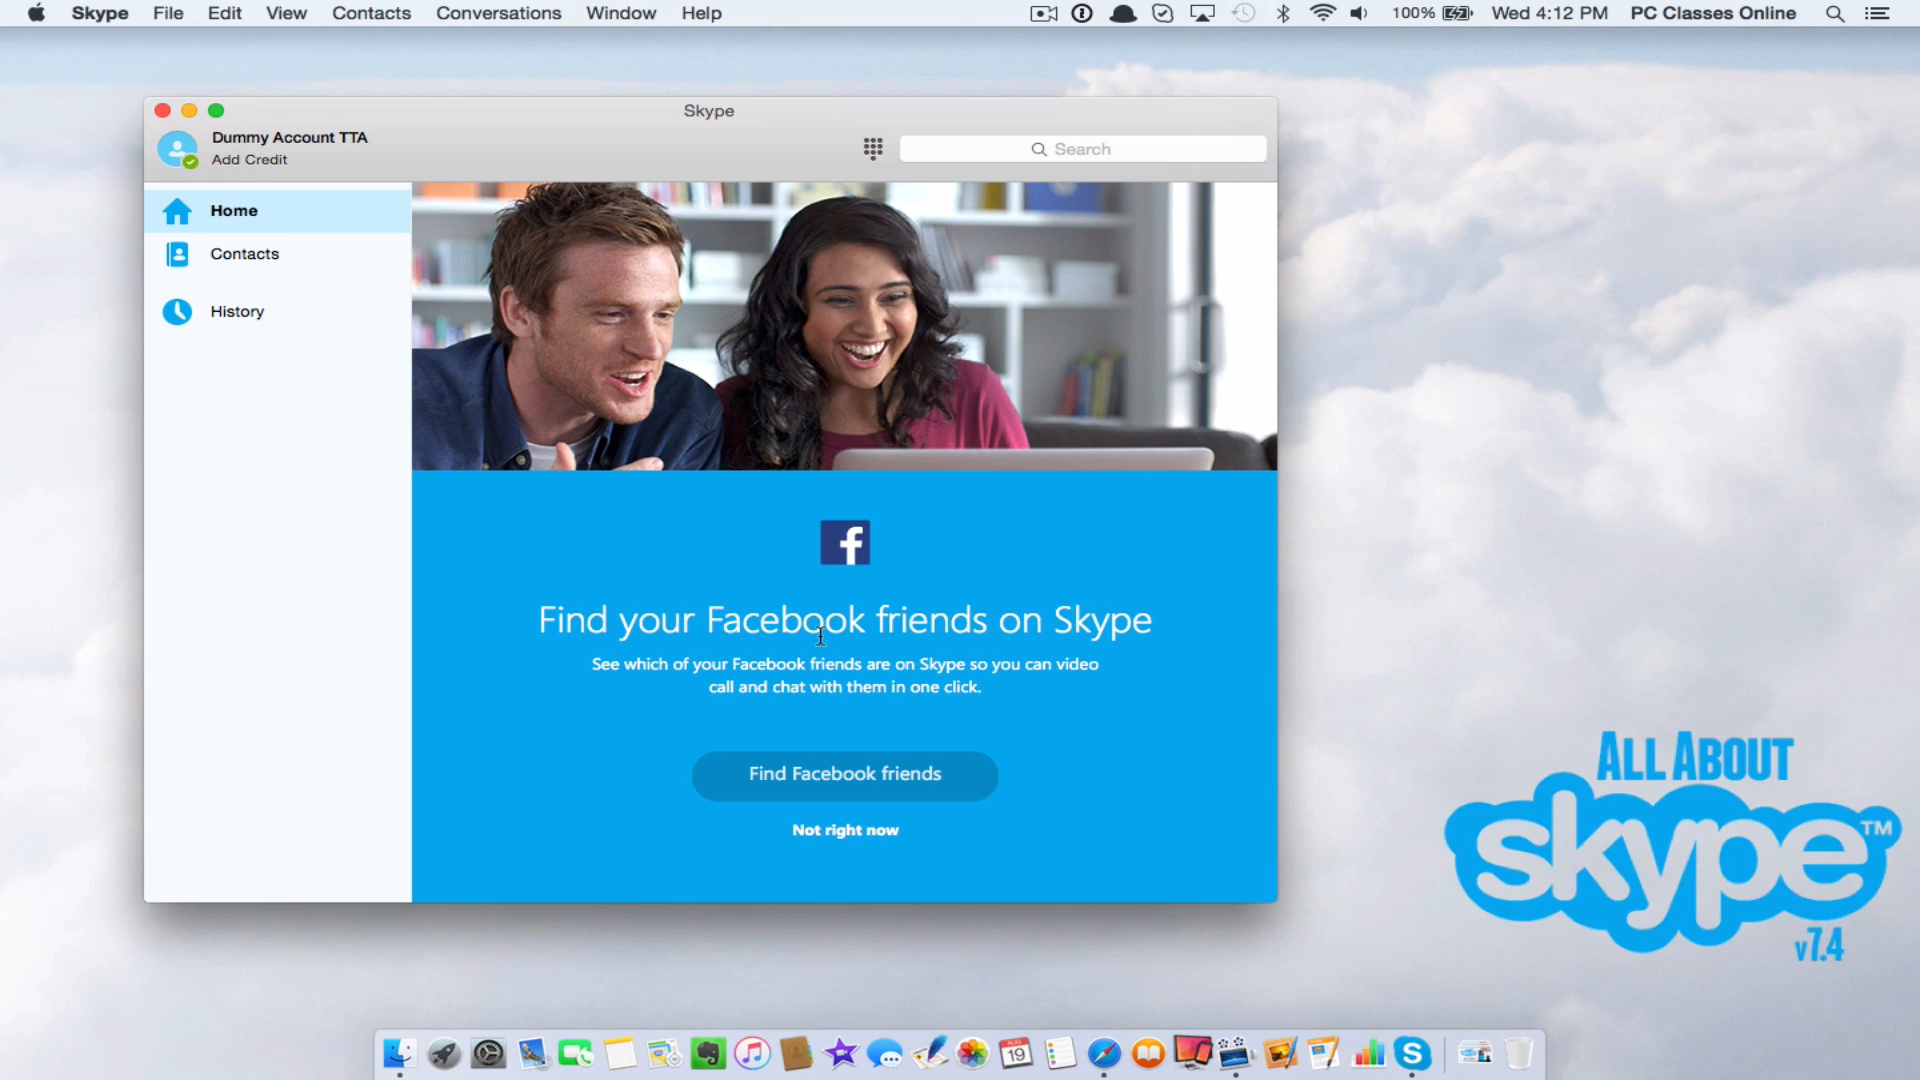 Skype File Edit View Contacts Conversations Window Help 100% Wed 4:12 PM PC Classes Online
Skype
Dummy Account TTA
Add Credit
Search
Home
Contacts
History
f
Find your Facebook friends on Skype
See which of your Facebook friends are on Skype so you can video
call and chat with them in one click.
Find Facebook friends
Not right now
ALL ABOUT
skype™
v7.4
AUG
19
S